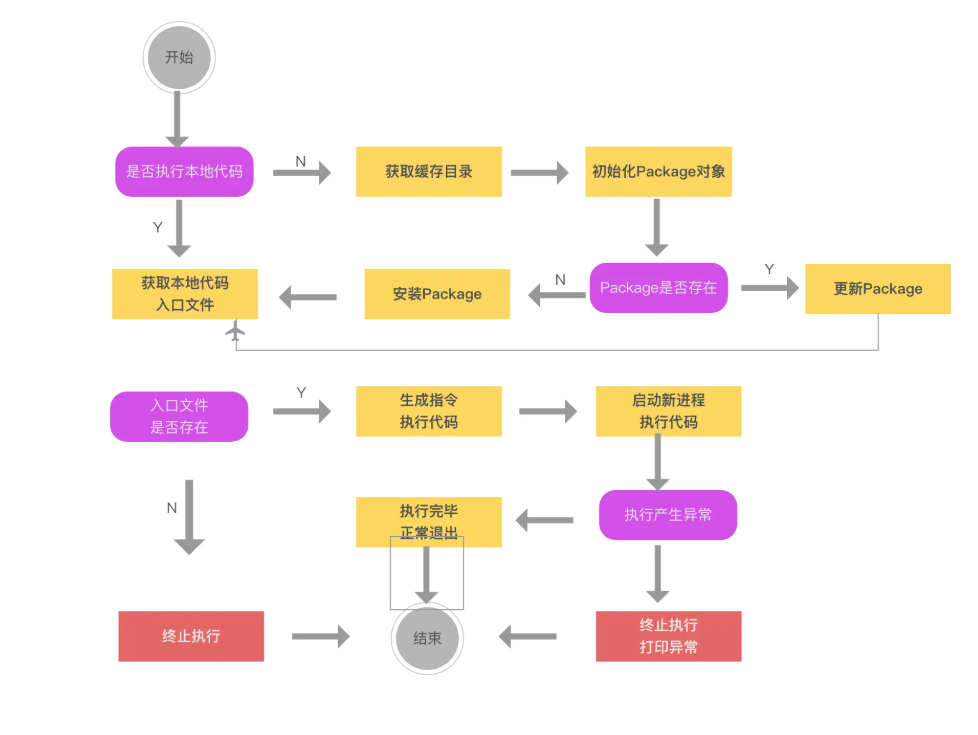 开始
是否执行本地代码
N
获取缓存目录
初始化Package对象
Y
获取本地代码
入口文件
安装Package
N
Package是否存在
Y
更新Package
入口文件
是否存在
Y
生成指令
执行代码
启动新进程
执行代码
N
执行完毕
正常退出
执行产生异常
终止执行
结束
终止执行
打印异常